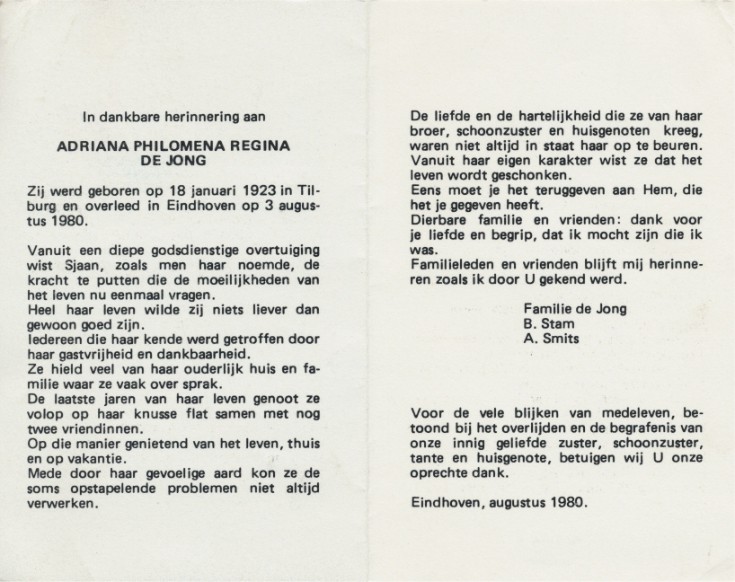 In dankbare herinnering aan
ADRIANA PHILOMENA REGINA
DE JONG
Zij werd geboren op 18 januari 1923 in Til-
burg en overleed in Eindhoven op 3 augus-
tus 1980.
Vanuit een diepe godsdienstige overtuiging
wist Sjaan, zoals men haar noemde, de
kracht te putten die de moeilijkheden van
het leven nu eenmaal vragen.
Heel haar leven wilde zij niets liever dan
gewoon goed zijn.
Iedereen die haar kende werd getroffen door
haar gastvrijheid en dankbaarheid.
Ze hield veel van haar ouderlijk huis en fa-
milie waar ze vaak over sprak.
De laatste jaren van haar leven genoot ze
volop op haar knusse flat samen met nog
twee vriendinnen.
Op die manier genietend van het leven, thuis
en op vakantie.
Mede door haar gevoelige aard kon ze de
soms opstapelende problemen niet altijd
verwerken.
De liefde en de hartelijkheid die ze van haar
broer, schoonzuster en huisgenoten kreeg,
waren niet altijd in staat haar op te beuren.
Vanuit haar eigen karakter wist ze dat het
leven wordt geschonken.
Eens moet je het teruggeven aan Hem, die
het je gegeven heeft.
Dierbare familie en vrienden: dank voor
je liefde en begrip, dat ik mocht zijn die ik
was.
Familieleden en vrienden blijft mij herinne-
ren zoals ik door U gekend werd.
Familie de Jong
B. Stam
A. Smits
Voor de vele blijken van medeleven, be-
toond bij het overlijden en de begrafenis van
onze innig geliefde zuster, schoonzuster,
tante en huisgenote, betuigen wij U onze
oprechte dank.
Eindhoven, augustus 1980.